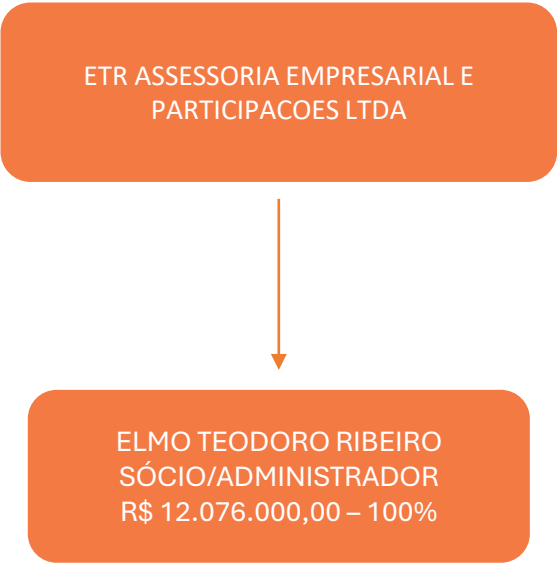 ETR ASSESSORIA EMPRESARIAL E
PARTICIPACOES LTDA
ELMO TEODORO RIBEIRO
SÓCIO/ADMINISTRADOR
R$ 12.076.000,00 – 100%